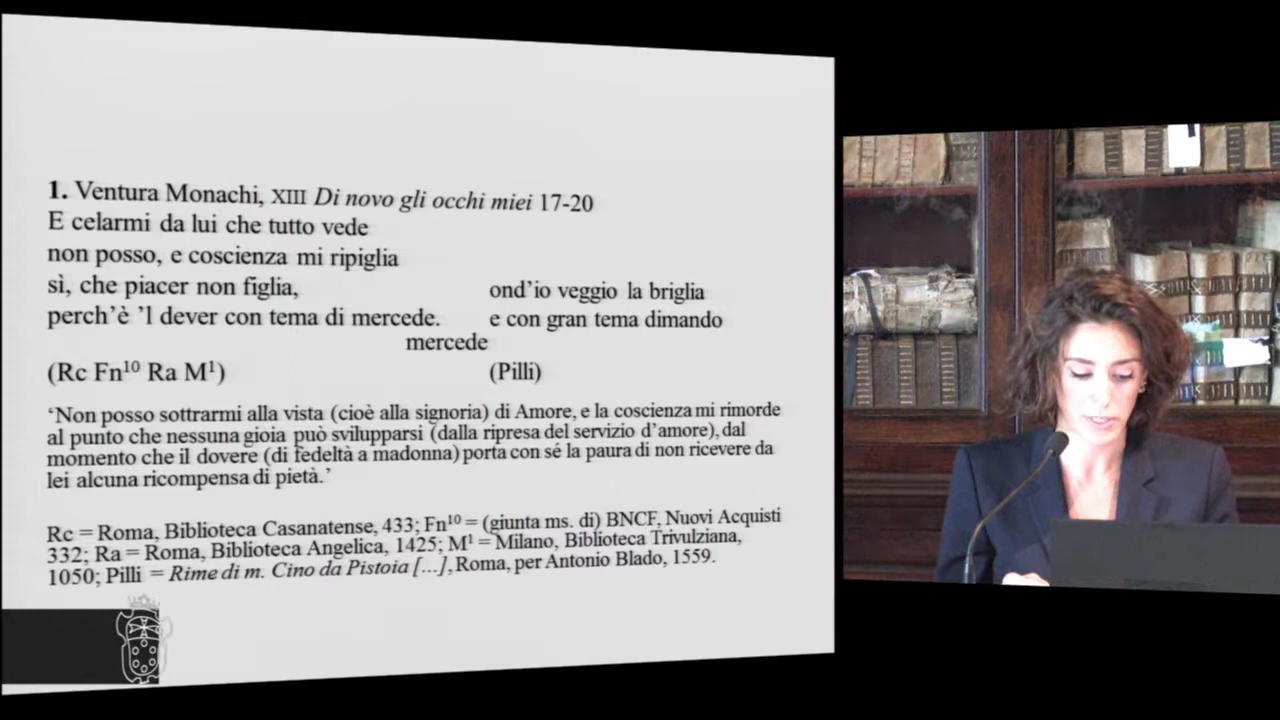 1. Ventura Monachi, XIII Di novo gli occhi miei 17-20
E celarmi da lui che tutto vede
non posso, e coscienza mi ripiglia
sì, che piacer non figlia, ond'io veggio la briglia
perch'è 'l dever con tema di mercede. e con gran tema dimando
mercede
(Rc Fn¹⁰ Ra M¹) (Pilli)
'Non posso sottrarmi alla vista (cioè alla signoria) di Amore, e la coscienza mi rimorde
al punto che nessuna gioia può svilupparsi (dalla ripresa del servizio d'amore), dal
momento che il dovere (di fedeltà a madonna) porta con sé la paura di non ricevere da
lei alcuna ricompensa di pietà.'
Rc = Roma, Biblioteca Casanatense, 433; Fn¹⁰ = (giunta ms. di) BNCF, Nuovi Acquisti
332; Ra = Roma, Biblioteca Angelica, 1425; M¹ = Milano, Biblioteca Trivulziana,
1050; Pilli = Rime di m. Cino da Pistoia [...], Roma, per Antonio Blado, 1559.